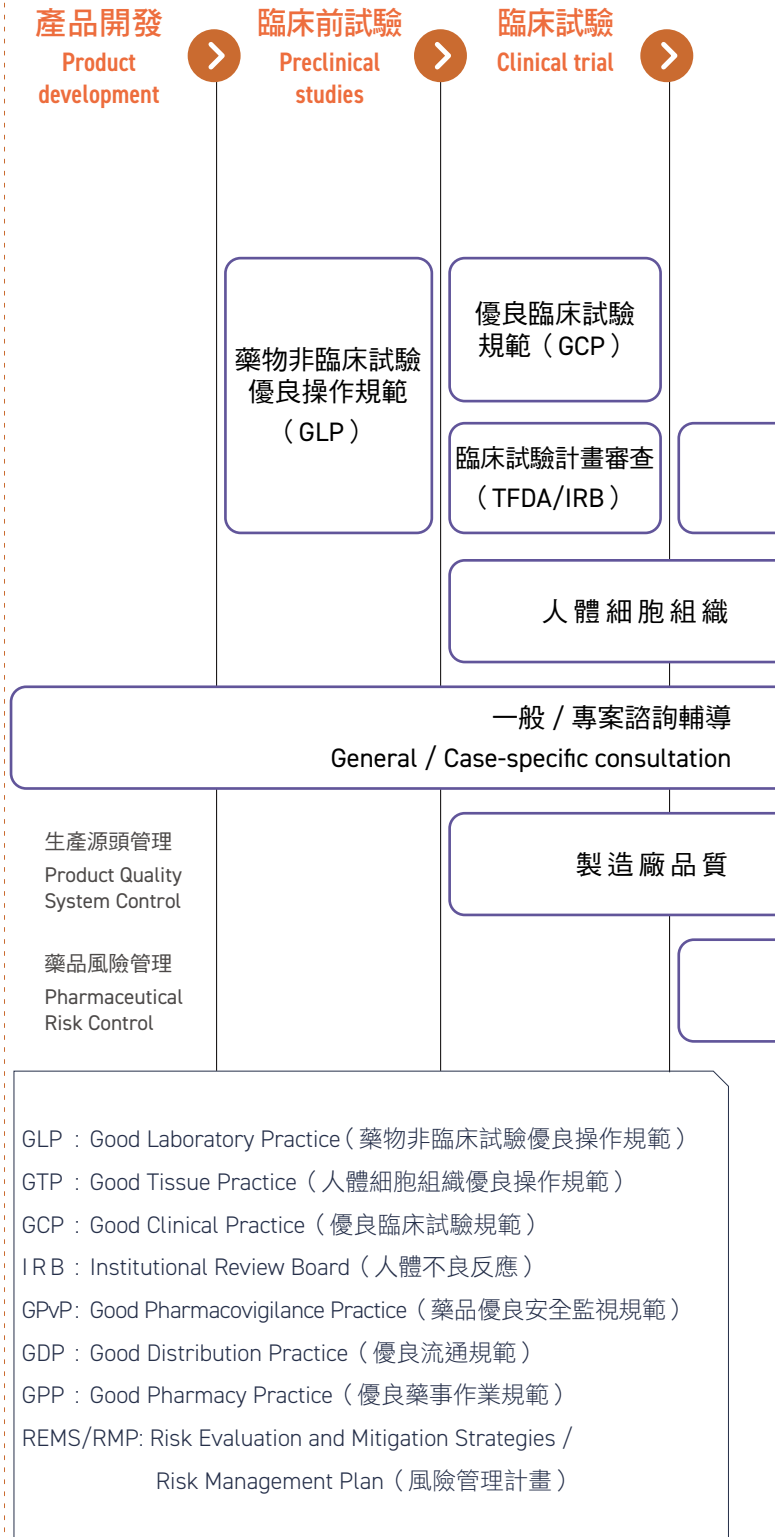 產品開發
Product
development
臨床前試驗
Preclinical
studies
臨床試驗
Clinical trial
藥物非臨床試驗
優良操作規範
（GLP）
優良臨床試驗
規範（GCP）
臨床試驗計畫審查
（TFDA/IRB）
人體細胞組織
一般 / 專案諮詢輔導
General / Case-specific consultation
生產源頭管理
Product Quality
System Control
製造廠品質
藥品風險管理
Pharmaceutical
Risk Control
GLP : Good Laboratory Practice（藥物非臨床試驗優良操作規範）
GTP : Good Tissue Practice（人體細胞組織優良操作規範）
GCP : Good Clinical Practice（優良臨床試驗規範）
IRB : Institutional Review Board（人體不良反應）
GPvP: Good Pharmacovigilance Practice（藥品優良安全監視規範）
GDP : Good Distribution Practice（優良流通規範）
GPP : Good Pharmacy Practice（優良藥事作業規範）
REMS/RMP: Risk Evaluation and Mitigation Strategies /
Risk Management Plan（風險管理計畫）